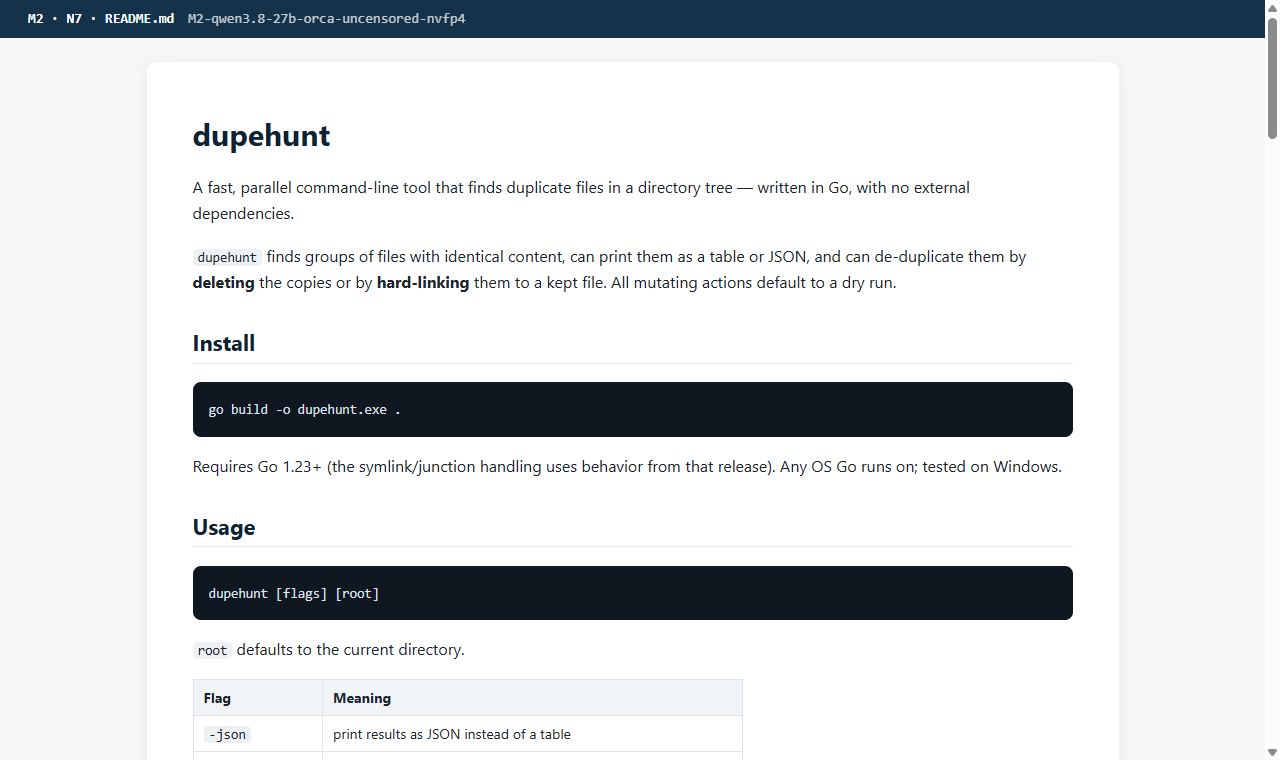 M2 · N7 · README.md M2-qwen3.8-27b-orca-uncensored-nvfp4
dupehunt
A fast, parallel command-line tool that finds duplicate files in a directory tree — written in Go, with no external
dependencies.
dupehunt finds groups of files with identical content, can print them as a table or JSON, and can de-duplicate them by
deleting the copies or by hard-linking them to a kept file. All mutating actions default to a dry run.
Install
go build -o dupehunt.exe .
Requires Go 1.23+ (the symlink/junction handling uses behavior from that release). Any OS Go runs on; tested on Windows.
Usage
dupehunt [flags] [root]
root defaults to the current directory.
Flag Meaning
-json print results as JSON instead of a table